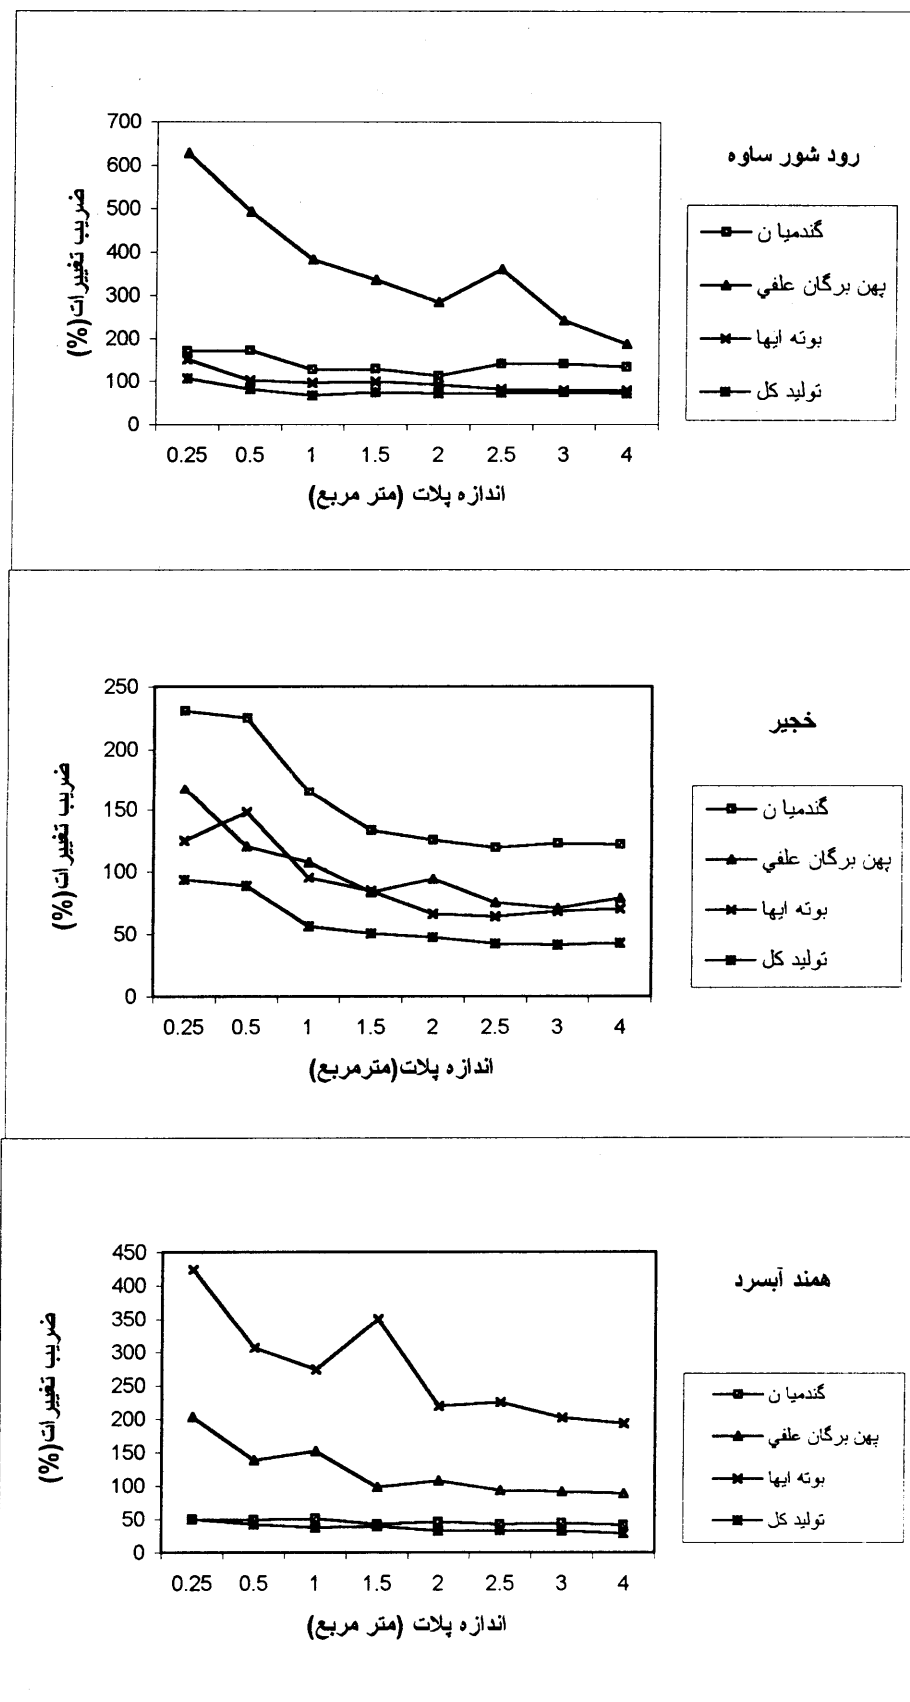 رود شور ساوه
ضریب تغییرات(%)
700
600
500
400
300
200
100
0
0.25 0.5 1 1.5 2 2.5 3 4
اندازه پلات (متر مربع)
گندمیا ن
پهن برگان علفي
بوته ایها
تولید کل
خجیر
ضریب تغییرات(%)
250
200
150
100
50
0
0.25 0.5 1 1.5 2 2.5 3 4
اندازه پلات(مترمربع)
گندمیا ن
پهن برگان علفي
بوته ایها
تولید کل
همند آبسرد
ضریب تغییرات(%)
450
400
350
300
250
200
150
100
50
0
0.25 0.5 1 1.5 2 2.5 3 4
اندازه پلات (متر مربع)
گندمیا ن
پهن برگان علفي
بوته ایها
تولید کل